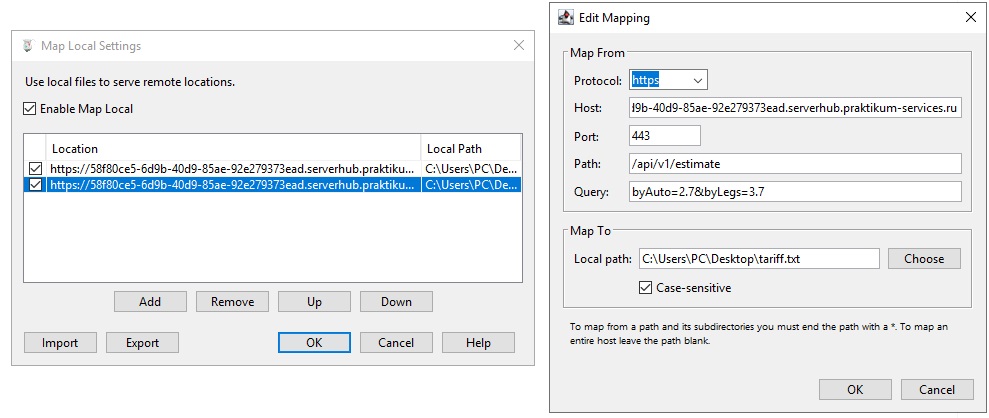 Map Local Settings
Use local files to serve remote locations.
Enable Map Local
Location Local Path
https://58f80ce5-6d9b-40d9-85ae-92e279373ead.serverhub.praktiku... C:\Users\PC\De...
https://58f80ce5-6d9b-40d9-85ae-92e279373ead.serverhub.praktiku... C:\Users\PC\De...
Add Remove Up Down
Import Export OK Cancel Help
Edit Mapping
Map From
Protocol: https
Host: d9b-40d9-85ae-92e279373ead.serverhub.praktikum-services.ru
Port: 443
Path: /api/v1/estimate
Query: byAuto=2.7&byLegs=3.7
Map To
Local path: C:\Users\PC\Desktop\tariff.txt Choose
Case-sensitive
To map from a path and its subdirectories you must end the path with a *. To map an
entire host leave the path blank.
OK Cancel